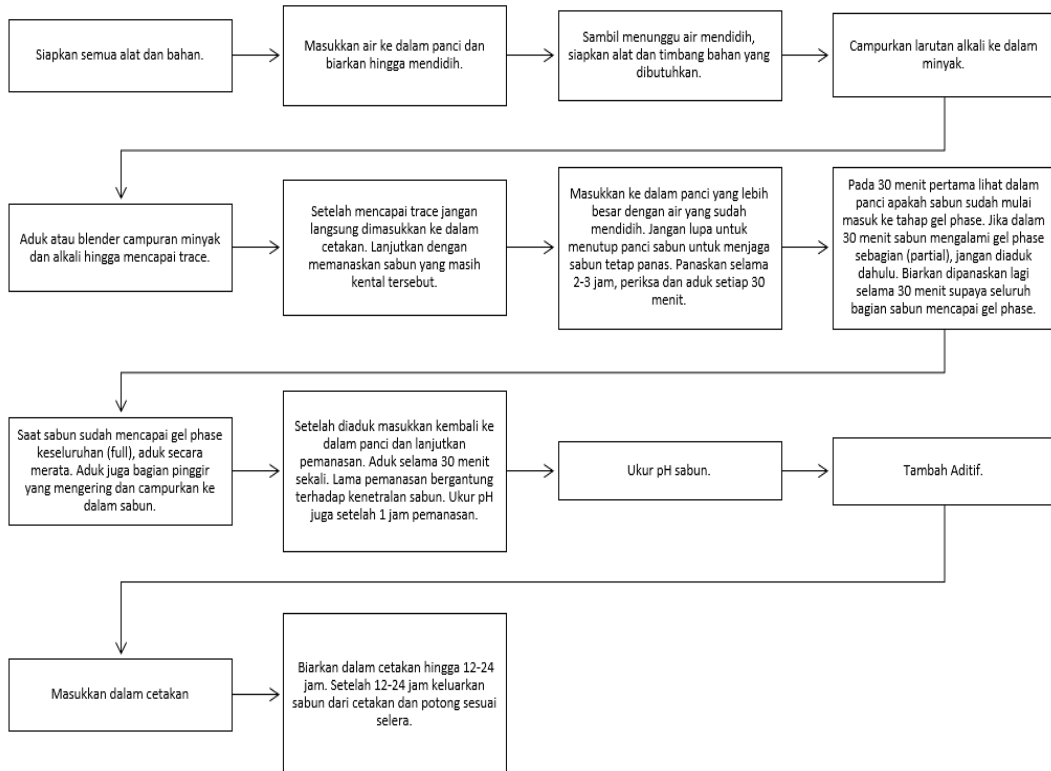 Siapkan semua alat dan bahan.
Masukkan air ke dalam panci dan
biarkan hingga mendidih.
Sambil menunggu air mendidih,
siapkan alat dan timbang bahan yang
dibutuhkan.
Campurkan larutan alkali ke dalam
minyak.
Aduk atau blender campuran minyak
dan alkali hingga mencapai trace.
Setelah mencapai trace jangan
langsung dimasukkan ke dalam
cetakan. Lanjutkan dengan
memanaskan sabun yang masih
kental tersebut.
Masukkan ke dalam panci yang lebih
besar dengan air yang sudah
mendidih. Jangan lupa untuk
menutup panci sabun untuk menjaga
sabun tetap panas. Panaskan selama
2-3 jam, periksa dan aduk setiap 30
menit.
Pada 30 menit pertama lihat dalam
panci apakah sabun sudah mulai
masuk ke tahap gel phase. Jika dalam
30 menit sabun mengalami gel phase
sebagian (partial), jangan diaduk
dahulu. Biarkan dipanaskan lagi
selama 30 menit supaya seluruh
bagian sabun mencapai gel phase.
Saat sabun sudah mencapai gel phase
keseluruhan (full), aduk secara
merata. Aduk juga bagian pinggir
yang mengering dan campurkan ke
dalam sabun.
Setelah diaduk masukkan kembali ke
dalam panci dan lanjutkan
pemanasan. Aduk selama 30 menit
sekali. Lama pemanasan bergantung
terhadap kenetralan sabun. Ukur pH
juga setelah 1 jam pemanasan.
Ukur pH sabun.
Tambah Aditif.
Masukkan dalam cetakan
Biarkan dalam cetakan hingga 12-24
jam. Setelah 12-24 jam keluarkan
sabun dari cetakan dan potong sesuai
selera.